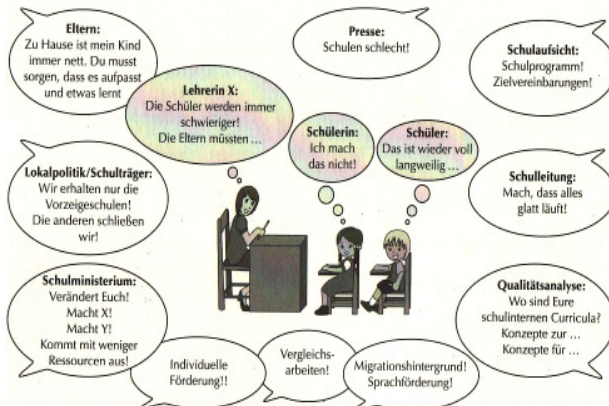 Eltern:
Zu Hause ist mein Kind
immer nett. Du musst
sorgen, dass es aufpasst
und etwas lernt
Presse:
Schulen schlecht!
Schulaufsicht:
Schulprogramm!
Zielvereinbarungen!
Lehrerin X:
Die Schüler werden immer
schwieriger!
Die Eltern müssten ...
Schülerin:
Ich mach
das nicht!
Schüler:
Das ist wieder voll
langweilig ...
Lokalpolitik/Schulträger:
Wir erhalten nur die
Vorzeigeschulen!
Die anderen schließen
wir!
Schulleitung:
Mach, dass alles
glatt läuft!
Schulministerium:
Verändert Euch!
Macht X!
Macht Y!
Kommt mit weniger
Ressourcen aus!
Qualitätsanalyse:
Wo sind Eure
schulinternen Curricula?
Konzepte zur ...
Konzepte für ...
Individuelle
Förderung!!
Vergleichs-
arbeiten!
Migrationshintergrund!
Sprachförderung!